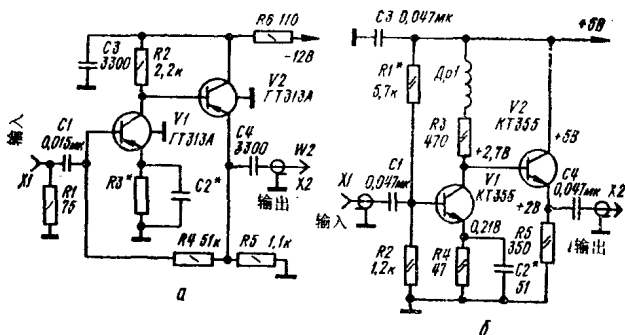 R6 110
-12В
C3
3300
R2
2,2к
V2
ГТ313А
V1
ГТ313А
输入
C1
0,015мк
X1
R1
75
R3*
C2*
C4
3300
W2
X2
输出
R4 51к
R5 1,1к
а
C3 0,047мк
+5В
R1*
5,7к
Др1
V2
КТ355
R3
470
+2,7В
+5В
V1
КТ355
C1
0,047мк
X1
输入
C4
0,047мк
X2
+2В
0,21В
R2
1,2к
R4
47
C2*
51
R5
350
输出
б